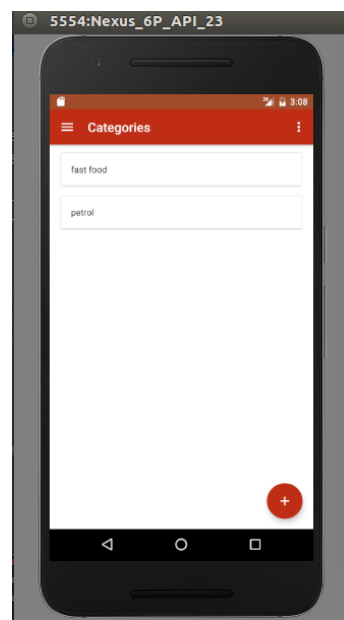 5554:Nexus_6P_API_23
3:08
Categories
fast food
petrol
+